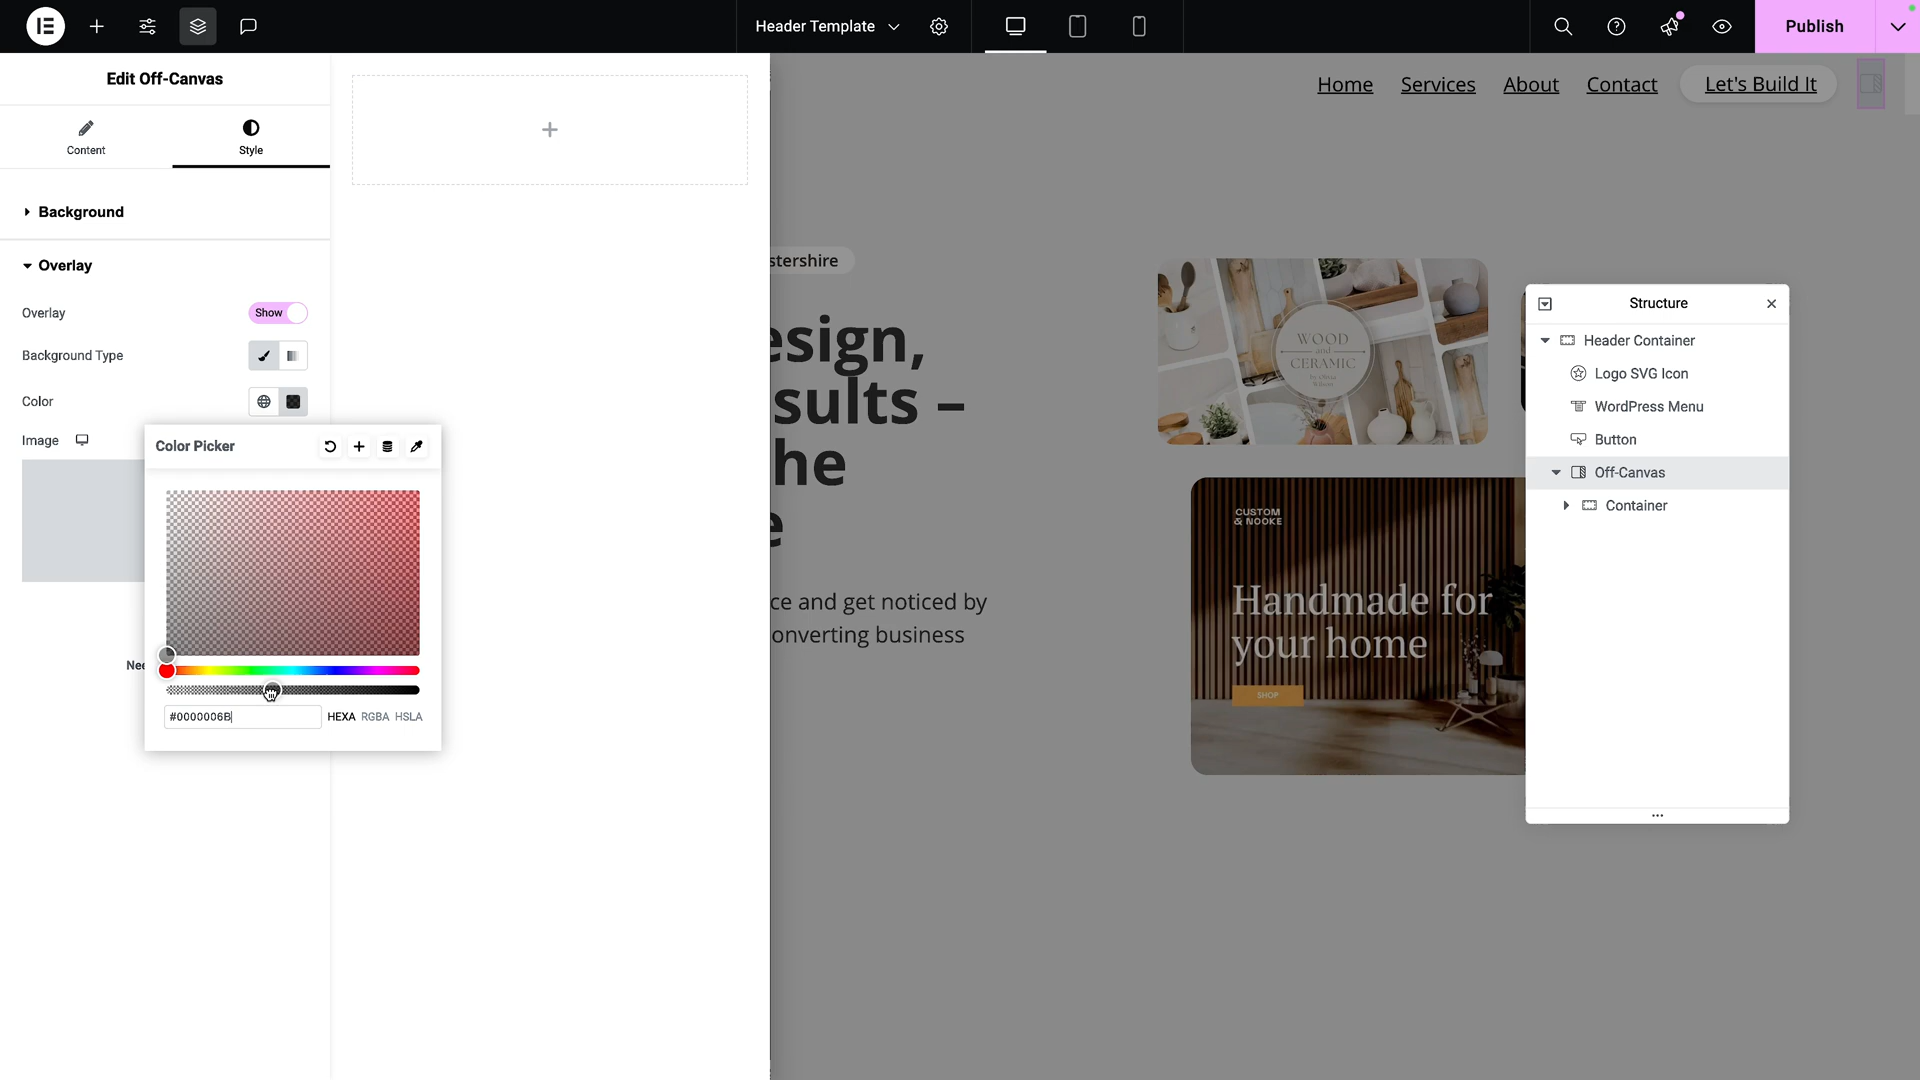 Header Template
Publish
Edit Off-Canvas
Content
Style
Background
Overlay
Overlay
Show
Background Type
Color
Image
Color Picker
Nee
#0000006B
HEXA RGBA HSLA
Home
Services
About
Contact
Let's Build It
stershire
esign,
sults –
he
e
ce and get noticed by
onverting business
WOOD
and
CERAMIC
CUSTOM
& NOOKE
Handmade for
your home
SHOP
Structure
Header Container
Logo SVG Icon
WordPress Menu
Button
Off-Canvas
Container